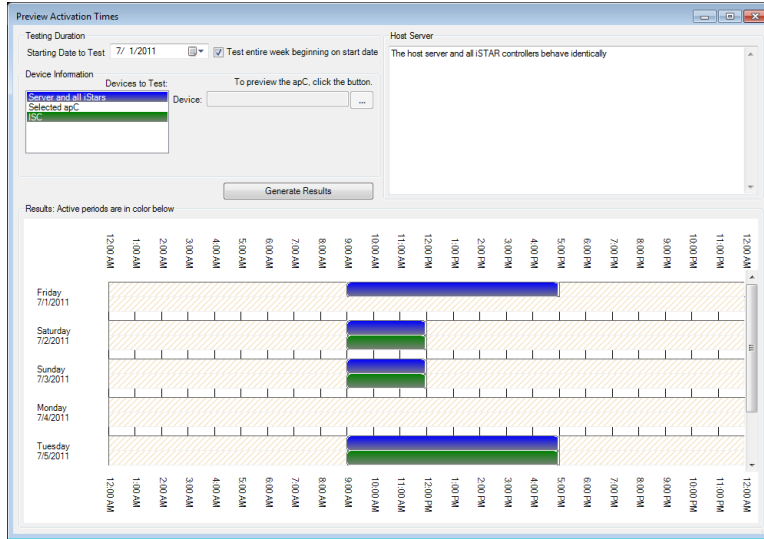 Preview Activation Times
Testing Duration
Starting Date to Test 7/ 1/2011 Test entire week beginning on start date
Device Information
Devices to Test:
To preview the apC, click the button.
Server and all iStars
Selected apC
ISC
Device:
...
Generate Results
Host Server
The host server and all iSTAR controllers behave identically
Results: Active periods are in color below
12:00 AM 1:00 AM 2:00 AM 3:00 AM 4:00 AM 5:00 AM 6:00 AM 7:00 AM 8:00 AM 9:00 AM 10:00 AM 11:00 AM 12:00 PM 1:00 PM 2:00 PM 3:00 PM 4:00 PM 5:00 PM 6:00 PM 7:00 PM 8:00 PM 9:00 PM 10:00 PM 11:00 PM 12:00 AM
Friday
7/1/2011
Saturday
7/2/2011
Sunday
7/3/2011
Monday
7/4/2011
Tuesday
7/5/2011
12:00 AM 1:00 AM 2:00 AM 3:00 AM 4:00 AM 5:00 AM 6:00 AM 7:00 AM 8:00 AM 9:00 AM 10:00 AM 11:00 AM 12:00 PM 1:00 PM 2:00 PM 3:00 PM 4:00 PM 5:00 PM 6:00 PM 7:00 PM 8:00 PM 9:00 PM 10:00 PM 11:00 PM 12:00 AM